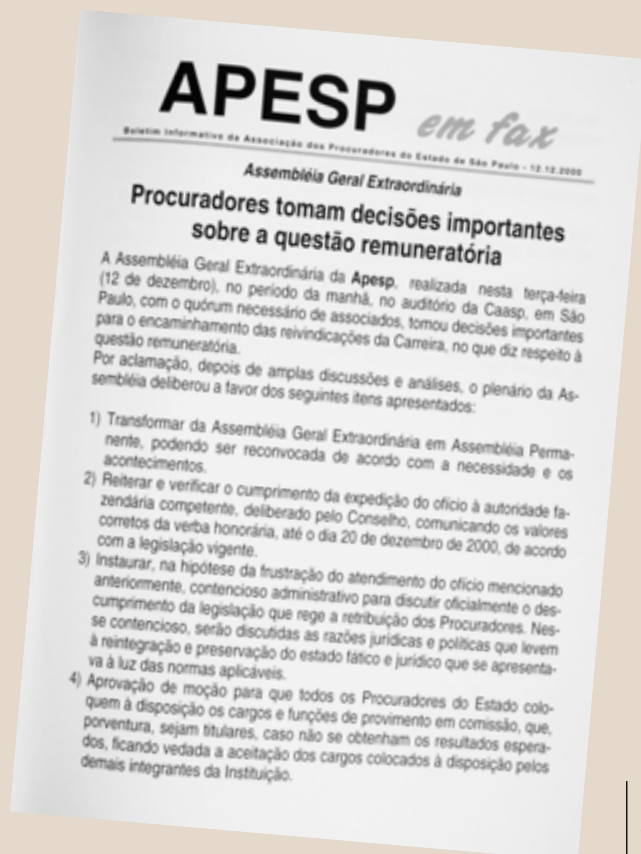 APESP em fax
Boletim Informativo da Associação dos Procuradores do Estado de São Paulo - 12.12.2000
Assembléia Geral Extraordinária
Procuradores tomam decisões importantes
sobre a questão remuneratória
A Assembléia Geral Extraordinária da Apesp, realizada nesta terça-feira
(12 de dezembro), no período da manhã, no auditório da Caasp, em São
Paulo, com o quórum necessário de associados, tomou decisões importantes
para o encaminhamento das reivindicações da Carreira, no que diz respeito à
questão remuneratória.
Por aclamação, depois de amplas discussões e análises, o plenário da As-
sembléia deliberou a favor dos seguintes itens apresentados:
1) Transformar da Assembléia Geral Extraordinária em Assembléia Perma-
nente, podendo ser reconvocada de acordo com a necessidade e os
acontecimentos.
2) Reiterar e verificar o cumprimento da expedição do ofício à autoridade fa-
zendária competente, deliberado pelo Conselho, comunicando os valores
corretos da verba honorária, até o dia 20 de dezembro de 2000, de acordo
com a legislação vigente.
3) Instaurar, na hipótese da frustração do atendimento do ofício mencionado
anteriormente, contencioso administrativo para discutir oficialmente o des-
cumprimento da legislação que rege a retribuição dos Procuradores. Nes-
se contencioso, serão discutidas as razões jurídicas e políticas que levem
à reintegração e preservação do estado fático e jurídico que se apresenta-
va à luz das normas aplicáveis.
4) Aprovação de moção para que todos os Procuradores do Estado colo-
quem à disposição os cargos e funções de provimento em comissão, que,
porventura, sejam titulares, caso não se obtenham os resultados espera-
dos, ficando vedada a aceitação dos cargos colocados à disposição pelos
demais integrantes da Instituição.